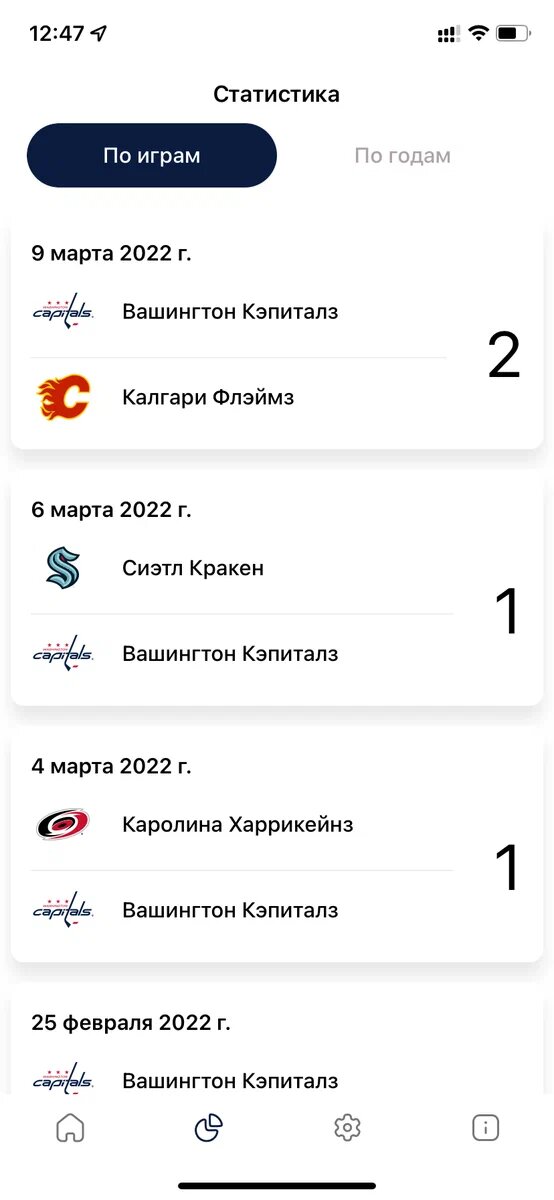 12:47
Статистика
По играм
По годам
9 марта 2022 г.
capitals.
Вашингтон Кэпиталз
2
Калгари Флэймз
6 марта 2022 г.
Сиэтл Кракен
1
capitals.
Вашингтон Кэпиталз
4 марта 2022 г.
Каролина Харрикейнз
1
capitals.
Вашингтон Кэпиталз
25 февраля 2022 г.
capitals.
Вашингтон Кэпиталз